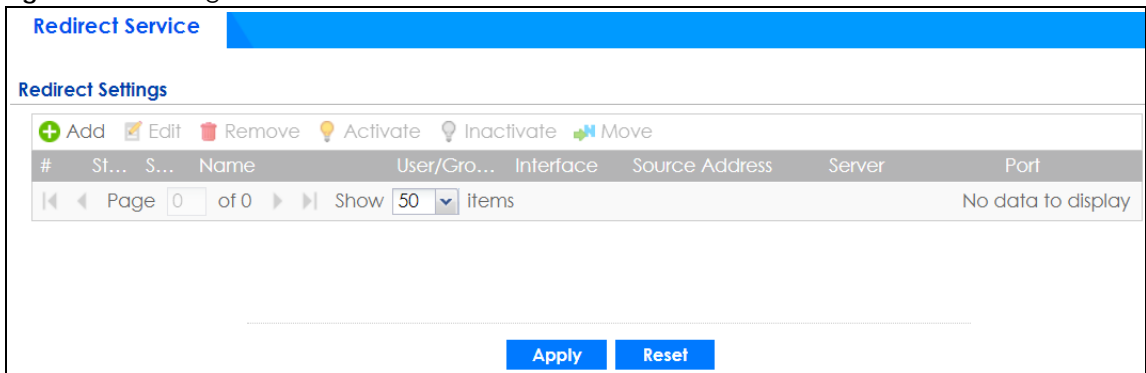 Redirect Service
Redirect Settings
Add Edit Remove Activate Inactivate Move
# St... S... Name User/Gro... Interface Source Address Server Port
Page 0 of 0 Show 50 items No data to display
Apply Reset